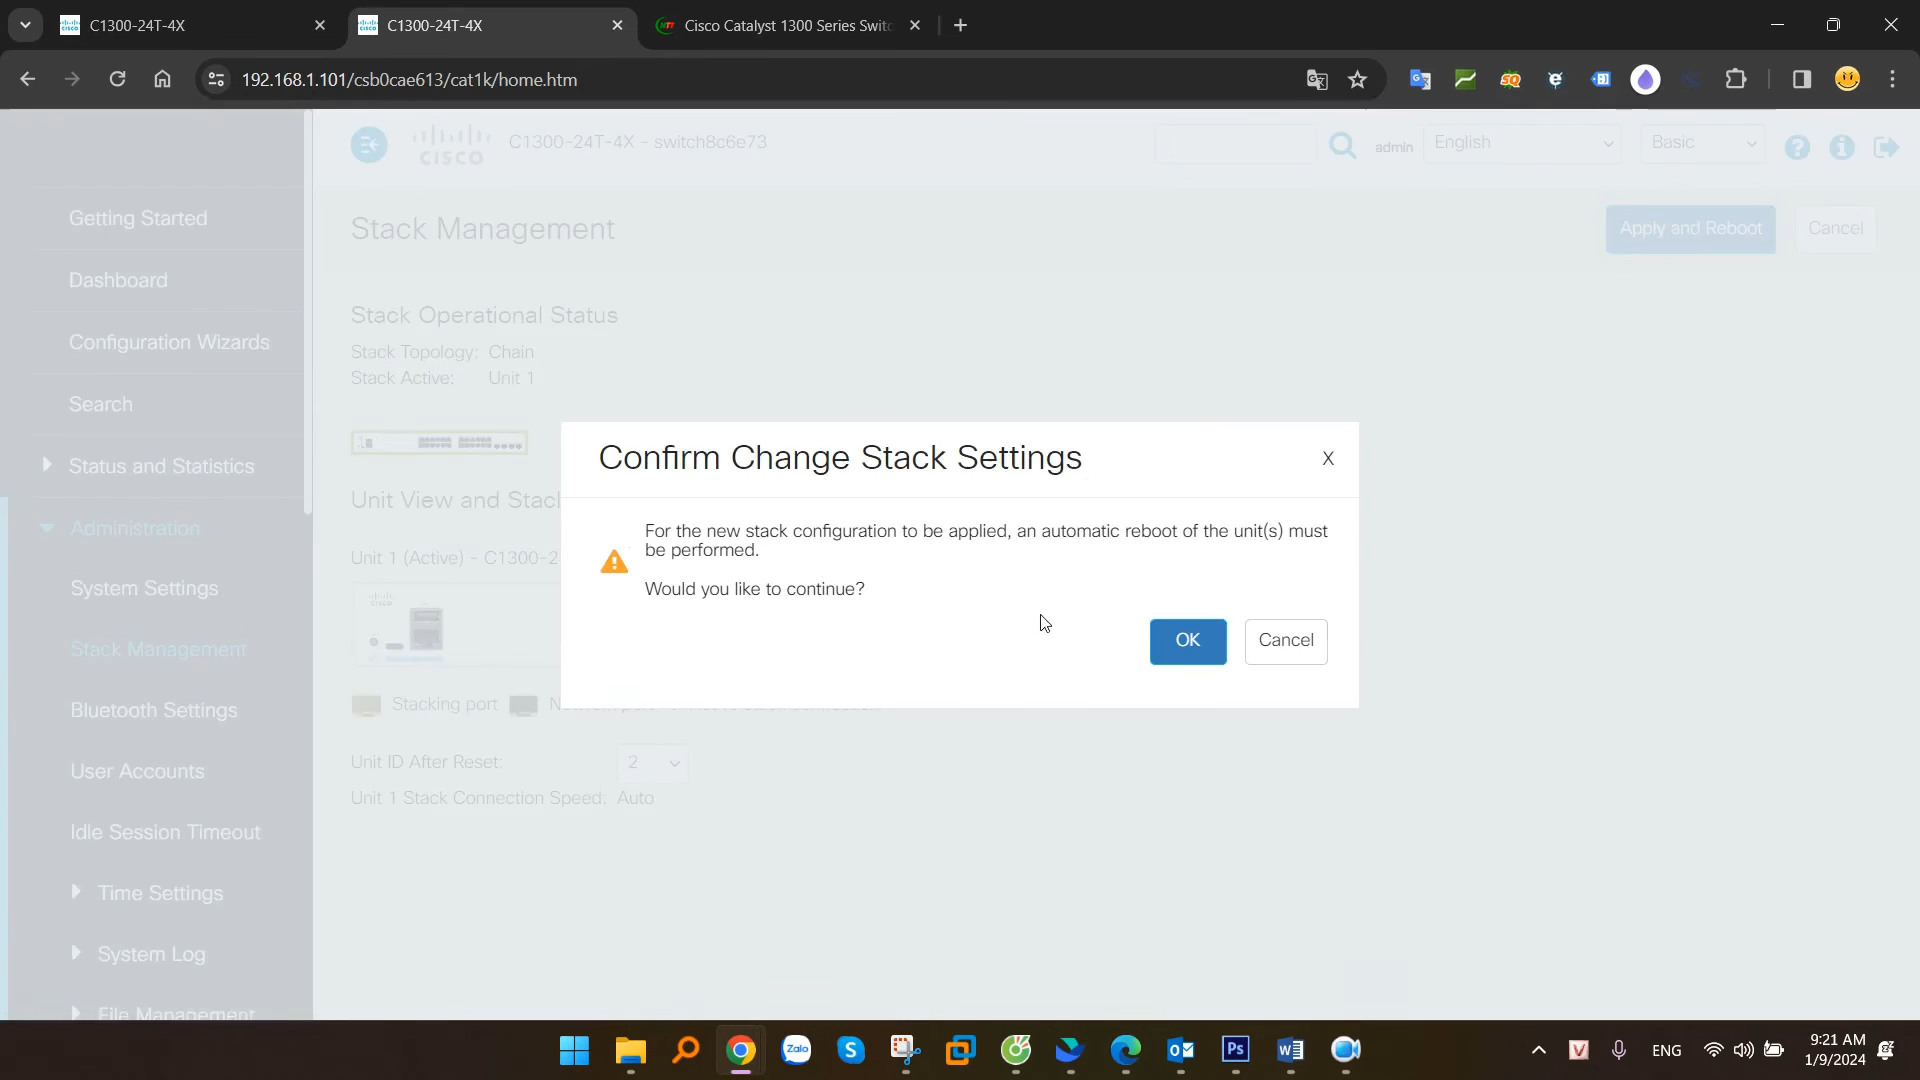 C1300-24T-4X
C1300-24T-4X
Cisco Catalyst 1300 Series Swit
192.168.1.101/csb0cae613/cat1k/home.htm
CISCO
C1300-24T-4X - switch8c6e73
admin
English
Basic
Getting Started
Dashboard
Configuration Wizards
Search
Status and Statistics
Administration
System Settings
Stack Management
Bluetooth Settings
User Accounts
Idle Session Timeout
Time Settings
System Log
File Management
Stack Management
Apply and Reboot
Cancel
Stack Operational Status
Stack Topology: Chain
Stack Active: Unit 1
Unit View and Stac
Unit 1 (Active) - C1300-2
Stacking port
Unit ID After Reset: 2
Unit 1 Stack Connection Speed: Auto
Confirm Change Stack Settings
X
For the new stack configuration to be applied, an automatic reboot of the unit(s) must
be performed.
Would you like to continue?
OK
Cancel
Zalo
Ps
ENG
9:21 AM
1/9/2024